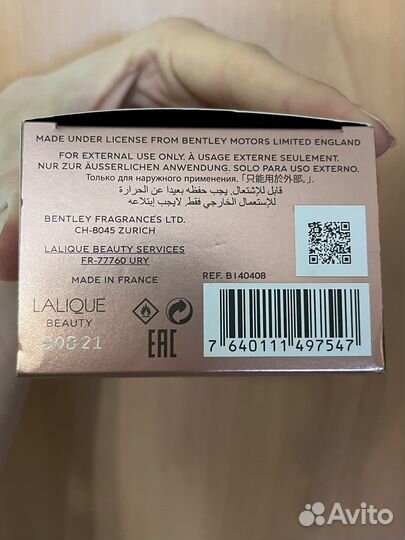 MADE UNDER LICENSE FROM BENTLEY MOTORS LIMITED ENGLAND
FOR EXTERNAL USE ONLY. À USAGE EXTERNE SEULEMENT.
NUR ZUR ÄUSSERLICHEN ANWENDUNG. SOLO PARA USO EXTERNO.
Только для наружного применения.「只能用於外部。」
قابل للإشتعال. يجب حفظه بعيدا عن الحرارة
للإستعمال الخارجي فقط. لايجب ابتلاعه
BENTLEY FRAGRANCES LTD.
CH-8045 ZURICH
LALIQUE BEAUTY SERVICES
FR-77760 URY
MADE IN FRANCE
REF. B140408
LALIQUE
BEAUTY
EAC
7 640111 497547
Avito